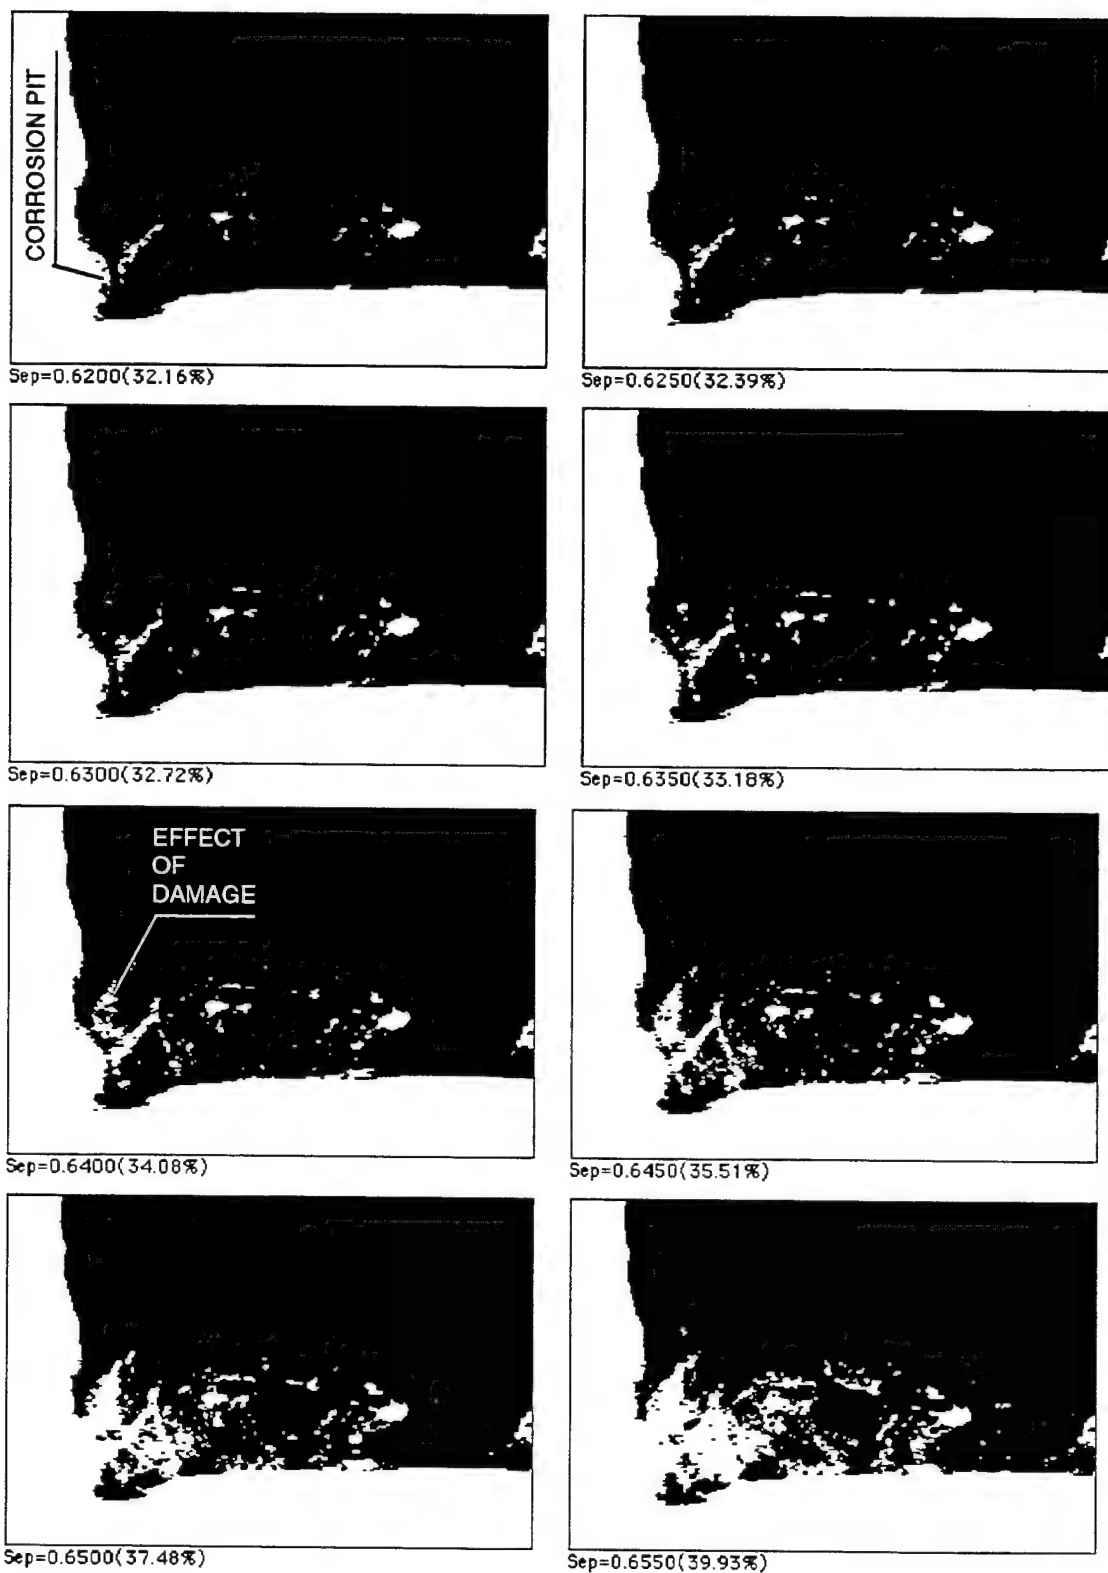 CORROSION PIT
Sep=0.6200(32.16%)
Sep=0.6250(32.39%)
Sep=0.6300(32.72%)
Sep=0.6350(33.18%)
EFFECT
OF
DAMAGE
Sep=0.6400(34.08%)
Sep=0.6450(35.51%)
Sep=0.6500(37.48%)
Sep=0.6550(39.93%)